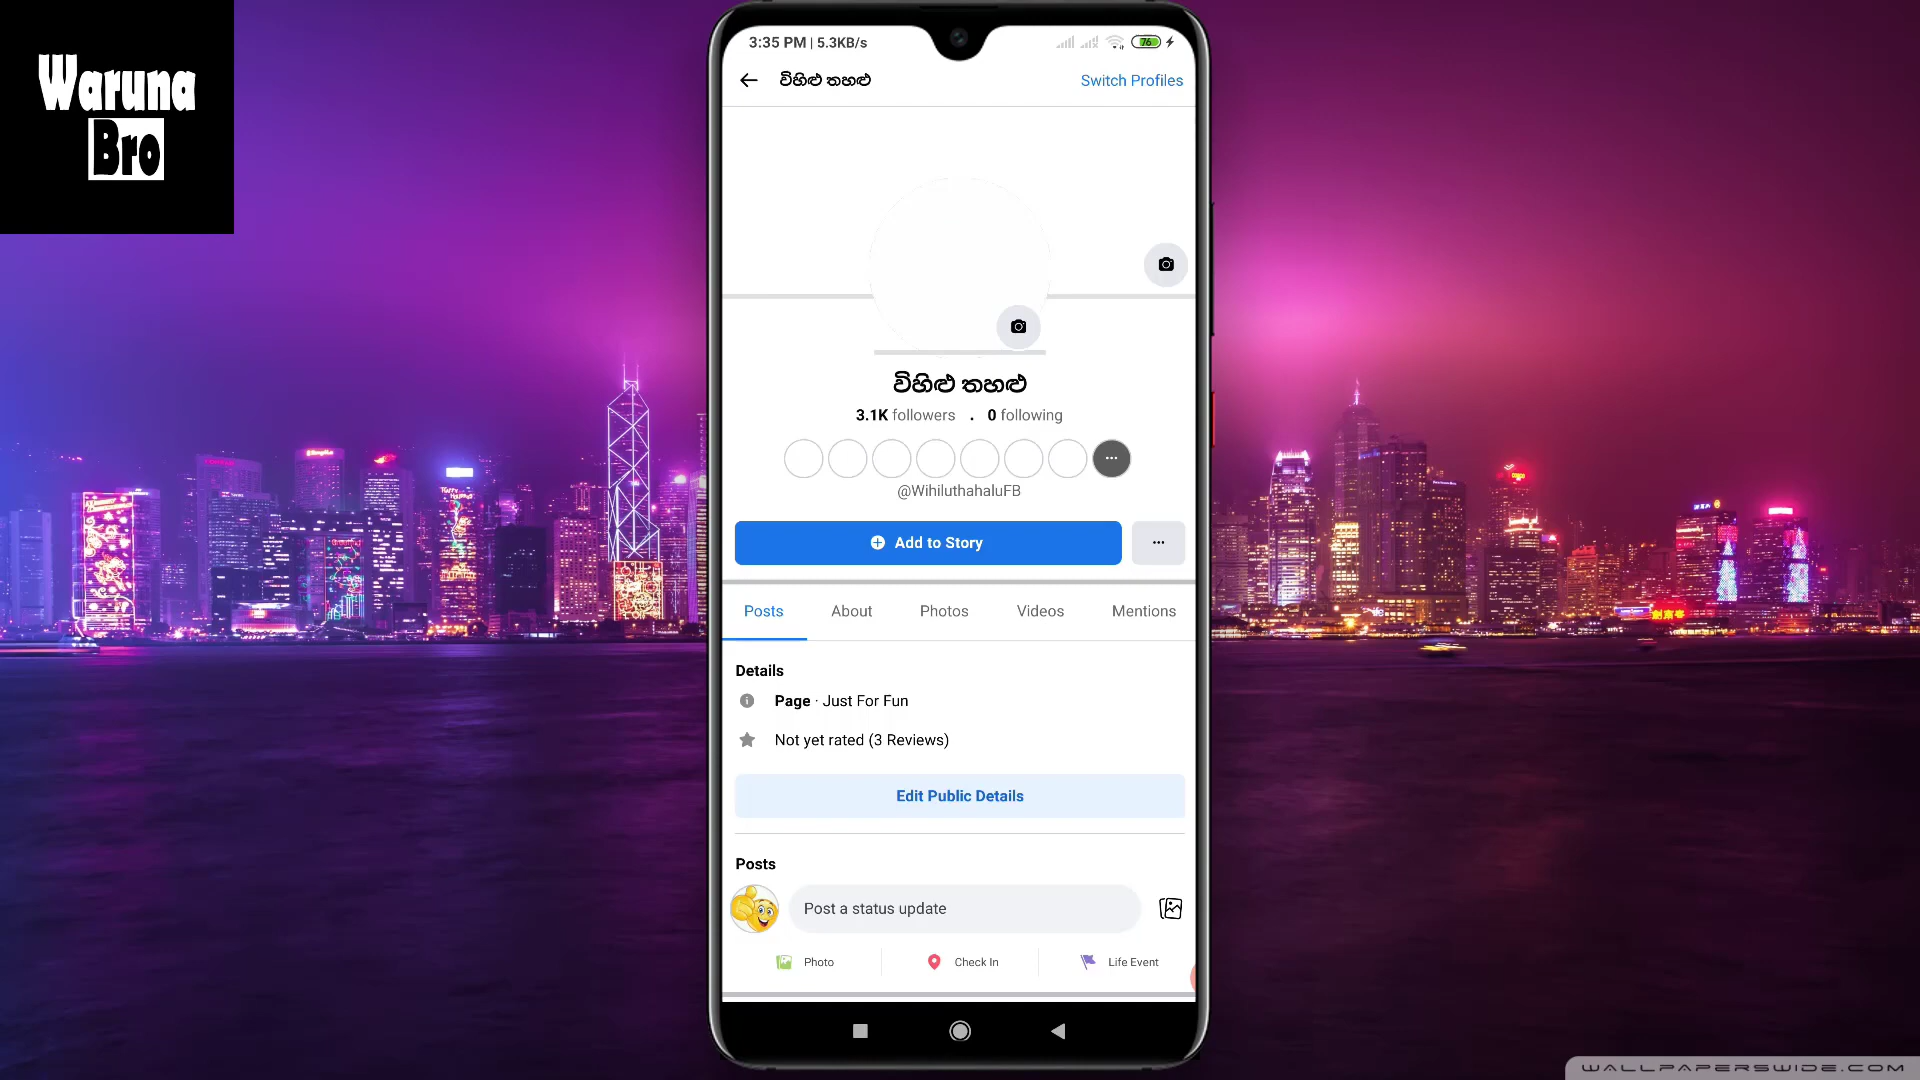 Waruna
Bro
3:35 PM | 5.3KB/s
76
විහිළු තහළු
Switch Profiles
විහිළු තහළු
3.1K followers . 0 following
@WihiluthahaluFB
Add to Story
Posts
About
Photos
Videos
Mentions
Details
Page · Just For Fun
Not yet rated (3 Reviews)
Edit Public Details
Posts
Post a status update
Photo
Check In
Life Event
WALLPAPERSWIDE.COM